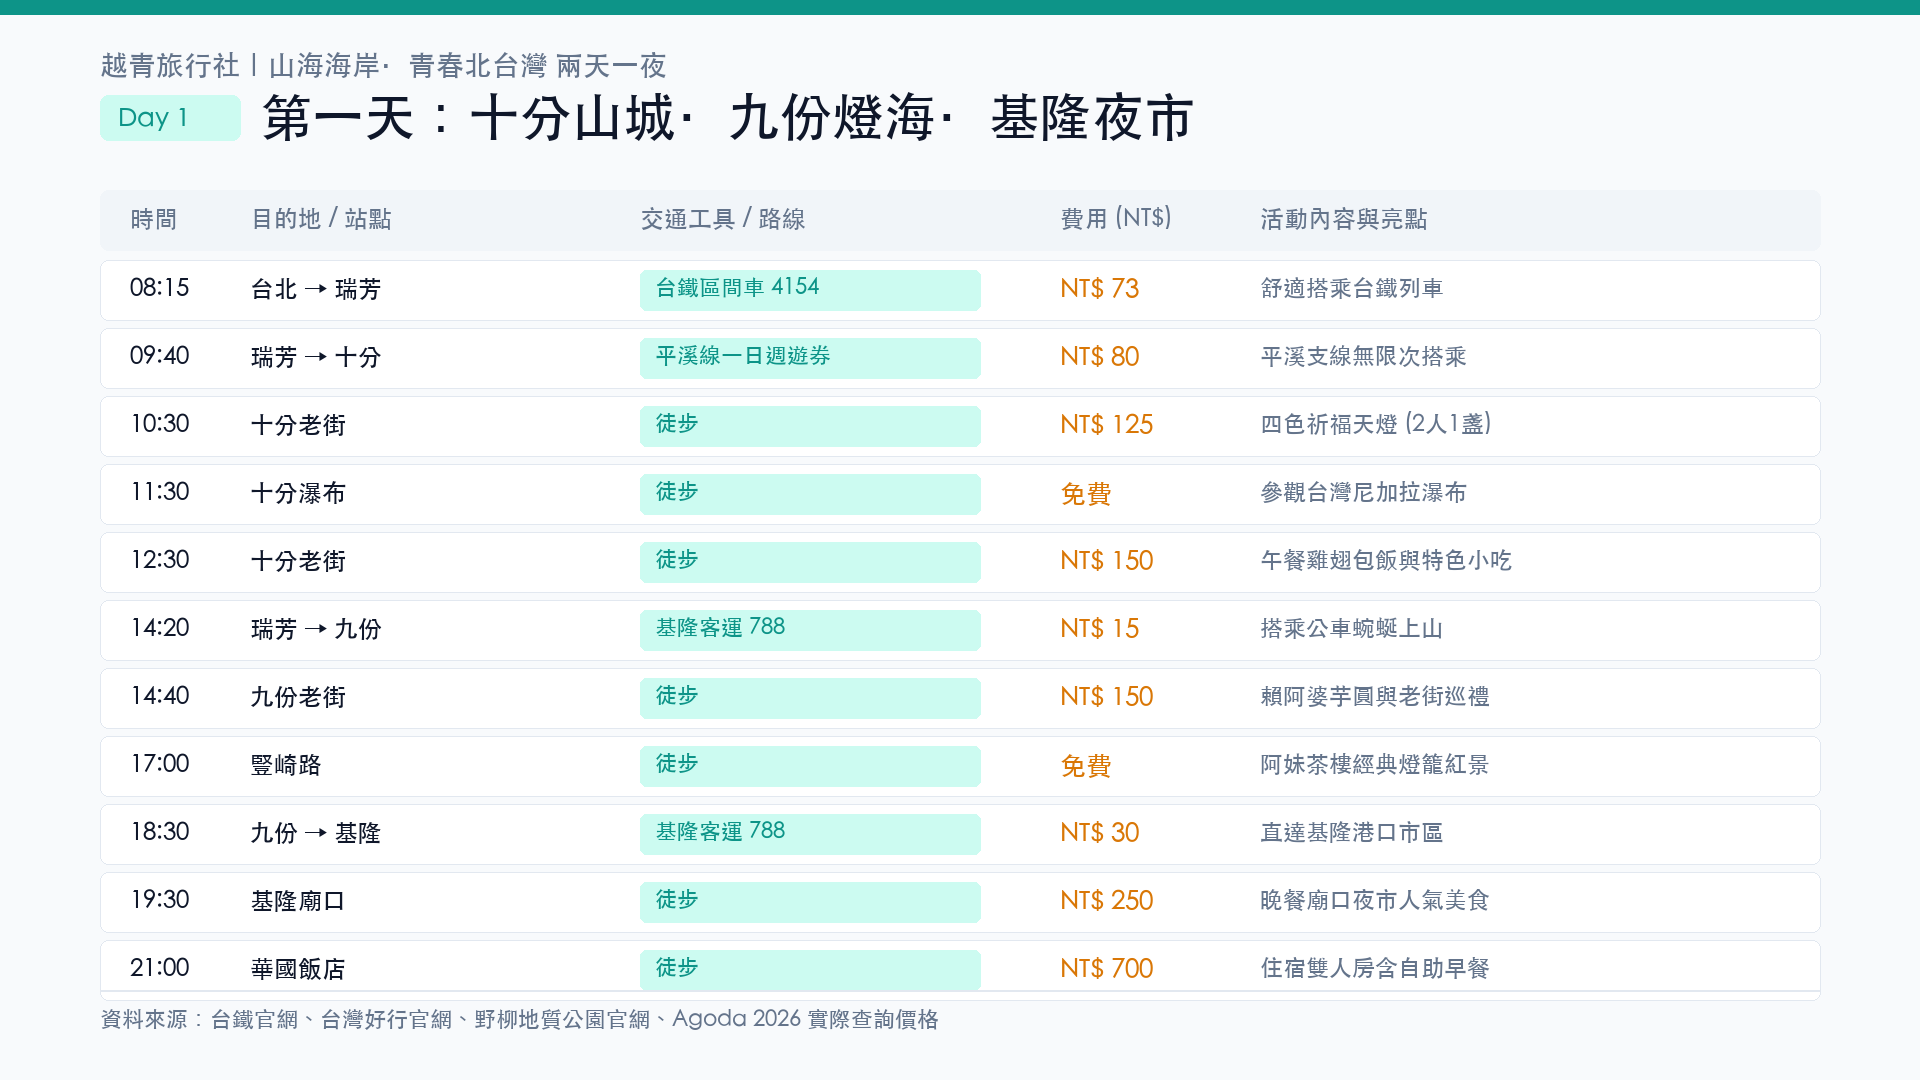 越青旅行社 | 山海海岸· 青春北台灣 兩天一夜
Day 1 第一天：十分山城· 九份燈海· 基隆夜市
時間 目的地 / 站點 交通工具 / 路線 費用 (NT$) 活動內容與亮點
08:15 台北 → 瑞芳 台鐵區間車 4154 NT$ 73 舒適搭乘台鐵列車
09:40 瑞芳 → 十分 平溪線一日週遊券 NT$ 80 平溪支線無限次搭乘
10:30 十分老街 徒步 NT$ 125 四色祈福天燈 (2人1盞)
11:30 十分瀑布 徒步 免費 參觀台灣尼加拉瀑布
12:30 十分老街 徒步 NT$ 150 午餐雞翅包飯與特色小吃
14:20 瑞芳 → 九份 基隆客運 788 NT$ 15 搭乘公車蜿蜒上山
14:40 九份老街 徒步 NT$ 150 賴阿婆芋圓與老街巡禮
17:00 豎崎路 徒步 免費 阿妹茶樓經典燈籠紅景
18:30 九份 → 基隆 基隆客運 788 NT$ 30 直達基隆港口市區
19:30 基隆廟口 徒步 NT$ 250 晚餐廟口夜市人氣美食
21:00 華國飯店 徒步 NT$ 700 住宿雙人房含自助早餐
資料來源：台鐵官網、台灣好行官網、野柳地質公園官網、Agoda 2026 實際查詢價格